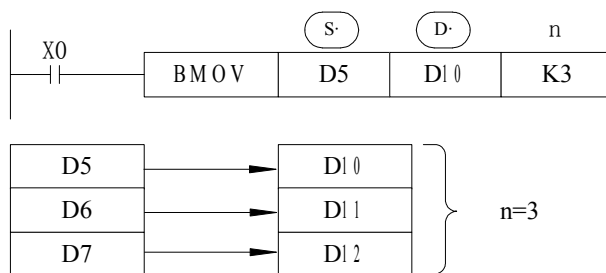 S· D· n
X0
BMOV D5 D10 K3
D5 D10
D6 D11 n=3
D7 D12